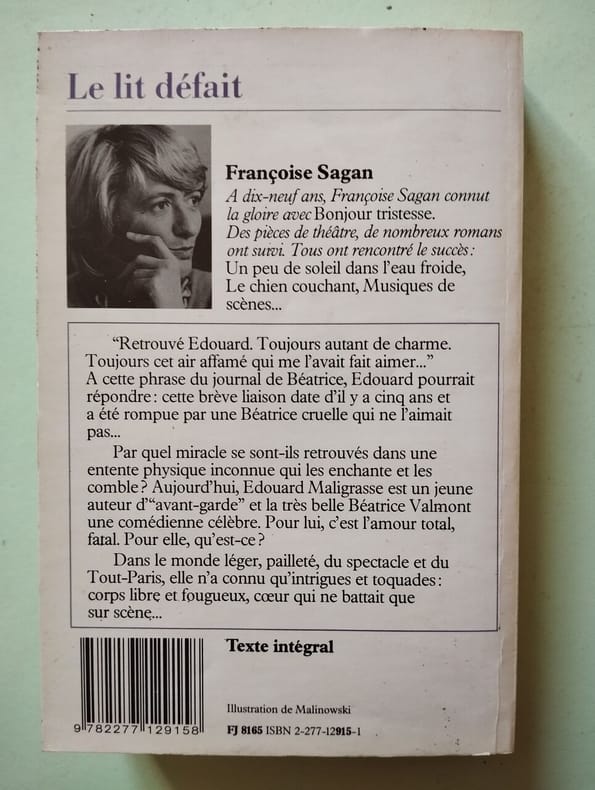 Le lit défait
Françoise Sagan
A dix-neuf ans, Françoise Sagan connut
la gloire avec Bonjour tristesse.
Des pièces de théâtre, de nombreux romans
ont suivi. Tous ont rencontré le succès :
Un peu de soleil dans l'eau froide,
Le chien couchant, Musiques de
scènes...
“Retrouvé Edouard. Toujours autant de charme.
Toujours cet air affamé qui me l'avait fait aimer...”
A cette phrase du journal de Béatrice, Edouard pourrait
répondre : cette brève liaison date d'il y a cinq ans et
a été rompue par une Béatrice cruelle qui ne l'aimait
pas...
Par quel miracle se sont-ils retrouvés dans une
entente physique inconnue qui les enchante et les
comble ? Aujourd'hui, Edouard Maligrasse est un jeune
auteur d'“avant-garde” et la très belle Béatrice Valmont
une comédienne célèbre. Pour lui, c'est l'amour total,
fatal. Pour elle, qu'est-ce ?
Dans le monde léger, pailleté, du spectacle et du
Tout-Paris, elle n'a connu qu'intrigues et toquades :
corps libre et fougueux, cœur qui ne battait que
sur scène...
Texte intégral
Illustration de Malinowski
9 782277 129158
FJ 8165 ISBN 2-277-12915-1